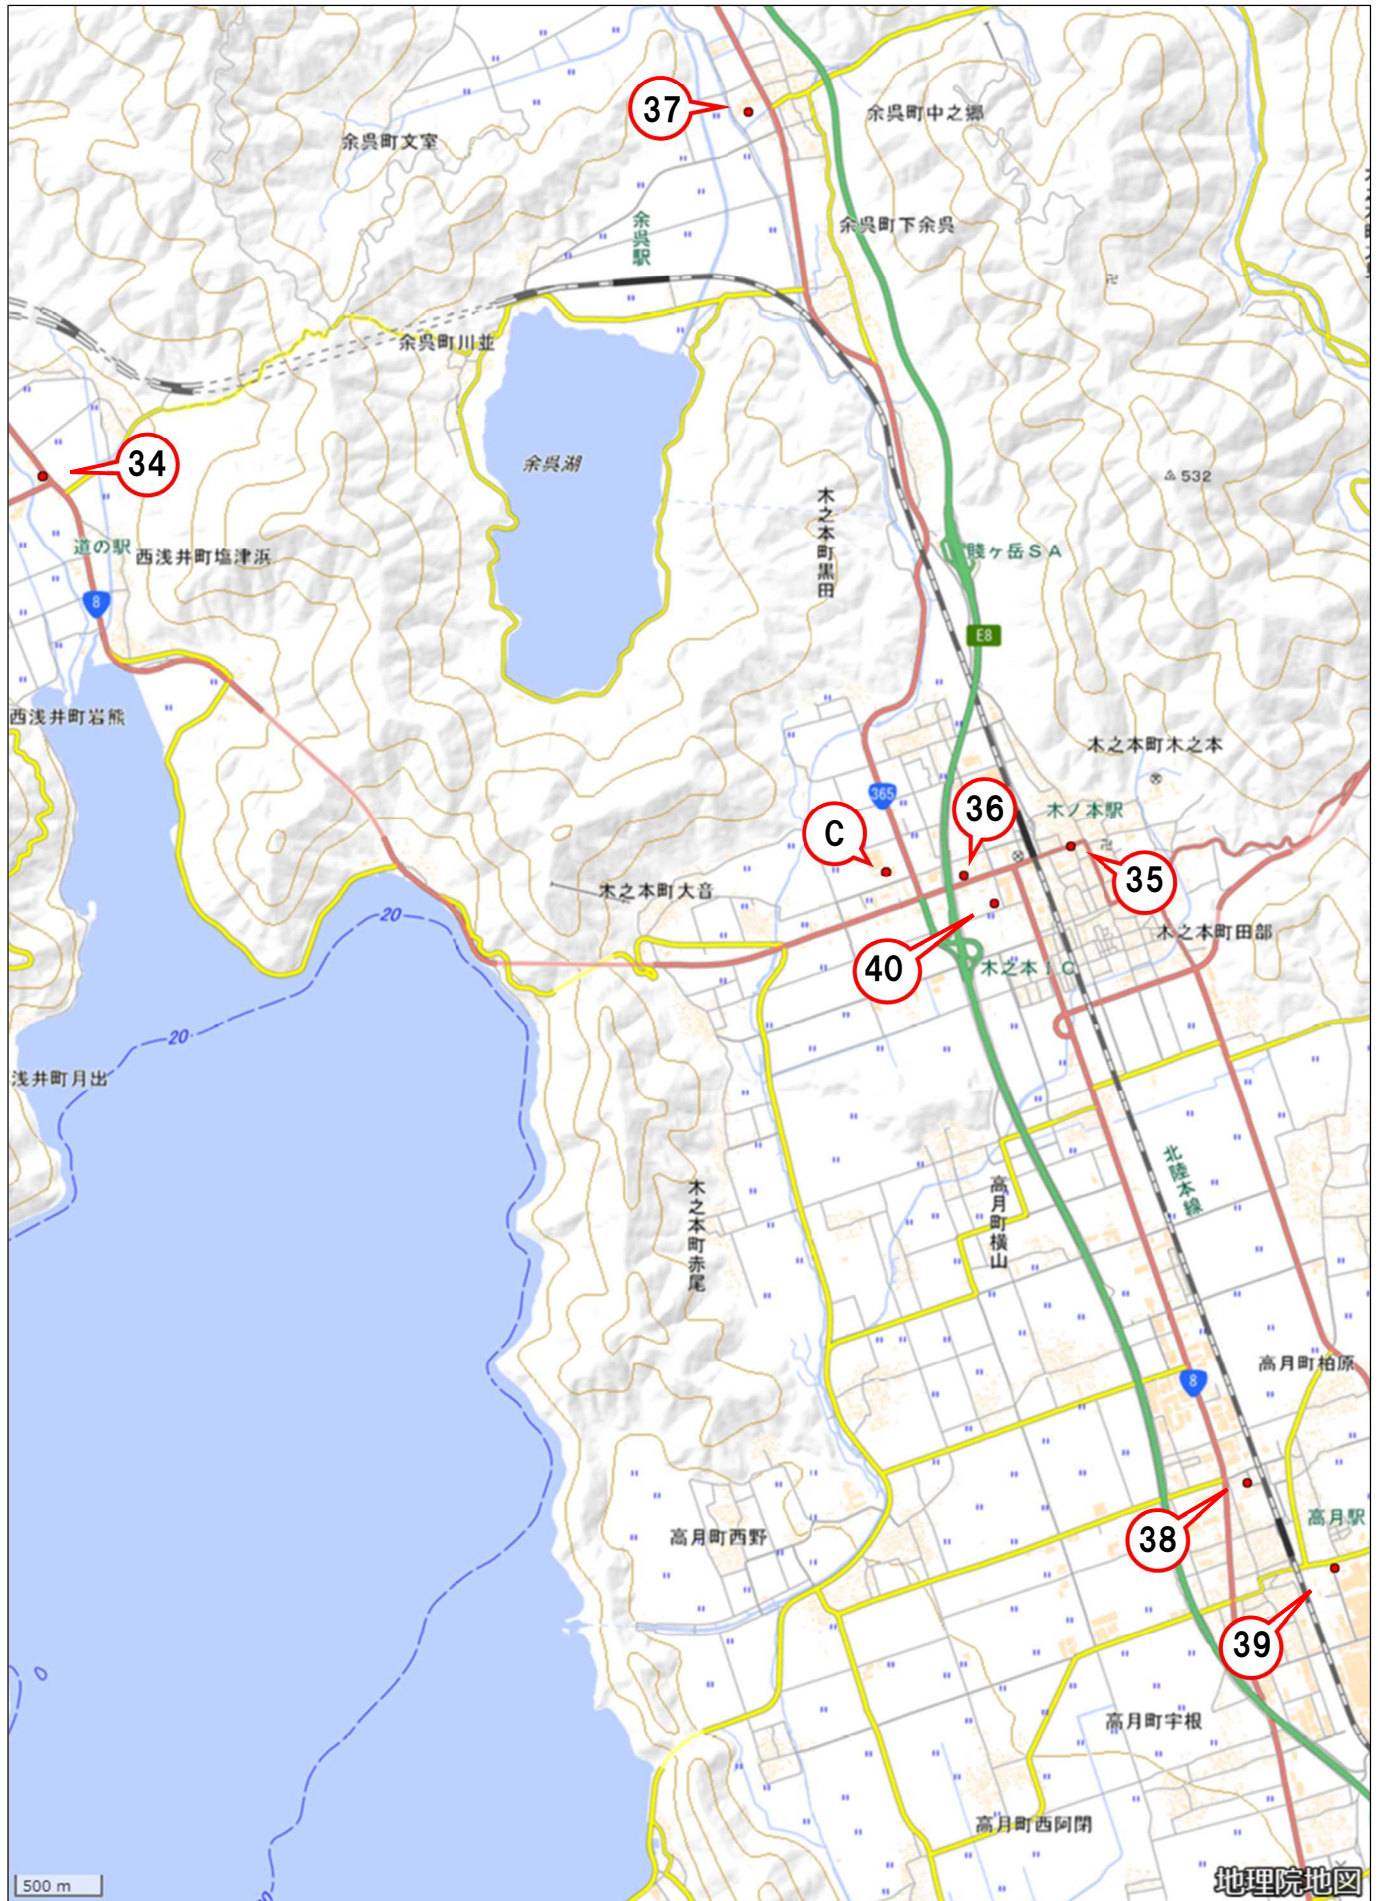 37
余呉町中之郷
余呉町文室
余呉駅
余呉町下余呉
余呉町川並
34
余呉湖
532
木之本町黒田
道の駅
西浅井町塩津浜
賤ヶ岳SA
8
E8
西浅井町岩熊
木之本町木之本
365
36
木ノ本駅
C
35
木之本町大音
20
木之本町田部
40
木之本IC
20
浅井町月出
北陸本線
高月町横山
木之本町赤尾
高月町柏原
8
高月駅
高月町西野
38
39
高月町宇根
高月町西阿閉
500 m
地理院地図